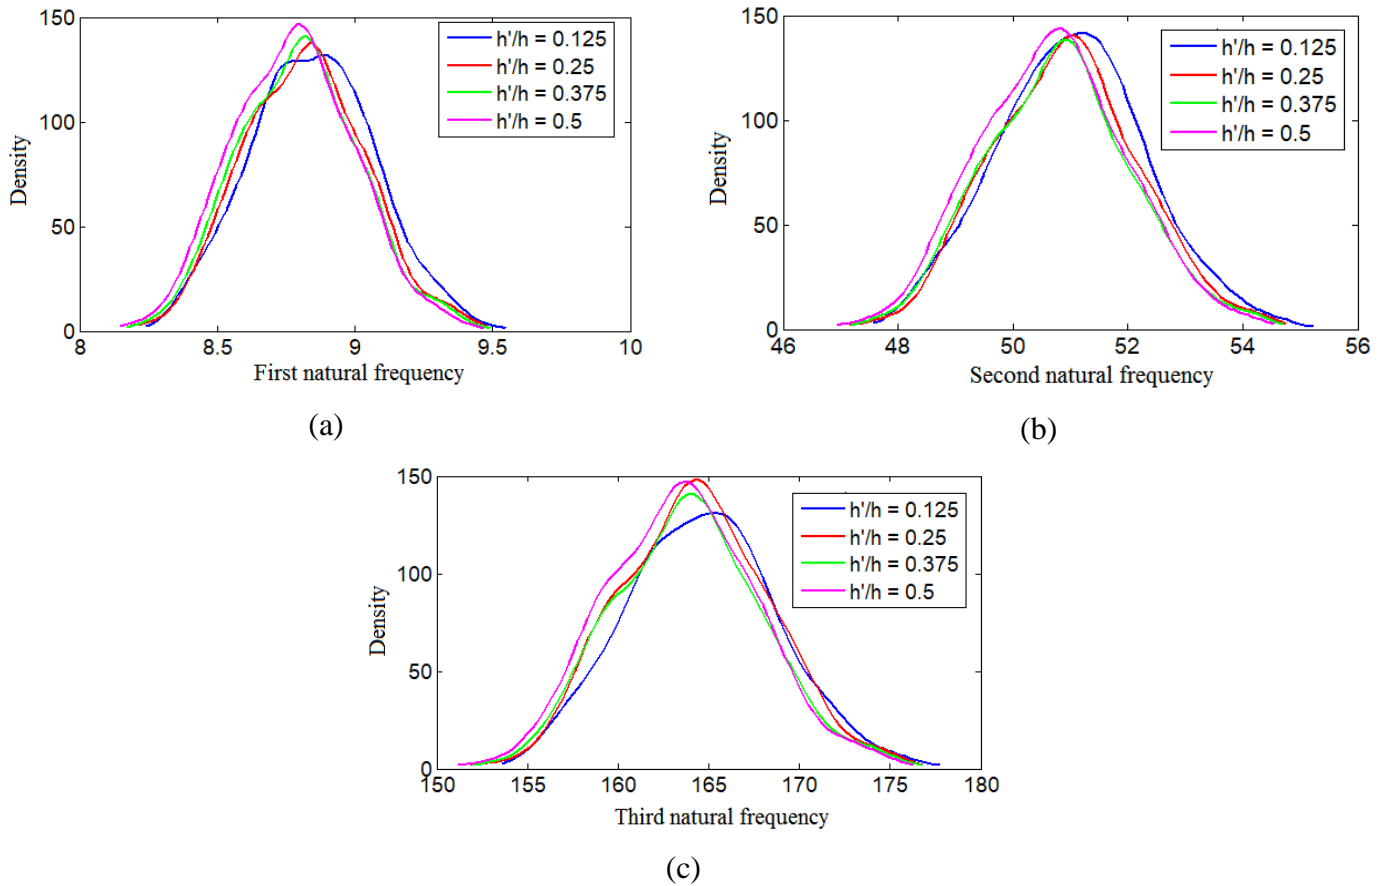 150
100
50
0
Density
8
8.5
9
9.5
10
First natural frequency
h'/h = 0.125
h'/h = 0.25
h'/h = 0.375
h'/h = 0.5
(a)
150
100
50
0
Density
46
48
50
52
54
56
Second natural frequency
h'/h = 0.125
h'/h = 0.25
h'/h = 0.375
h'/h = 0.5
(b)
150
100
50
0
Density
150
155
160
165
170
175
180
Third natural frequency
h'/h = 0.125
h'/h = 0.25
h'/h = 0.375
h'/h = 0.5
(c)